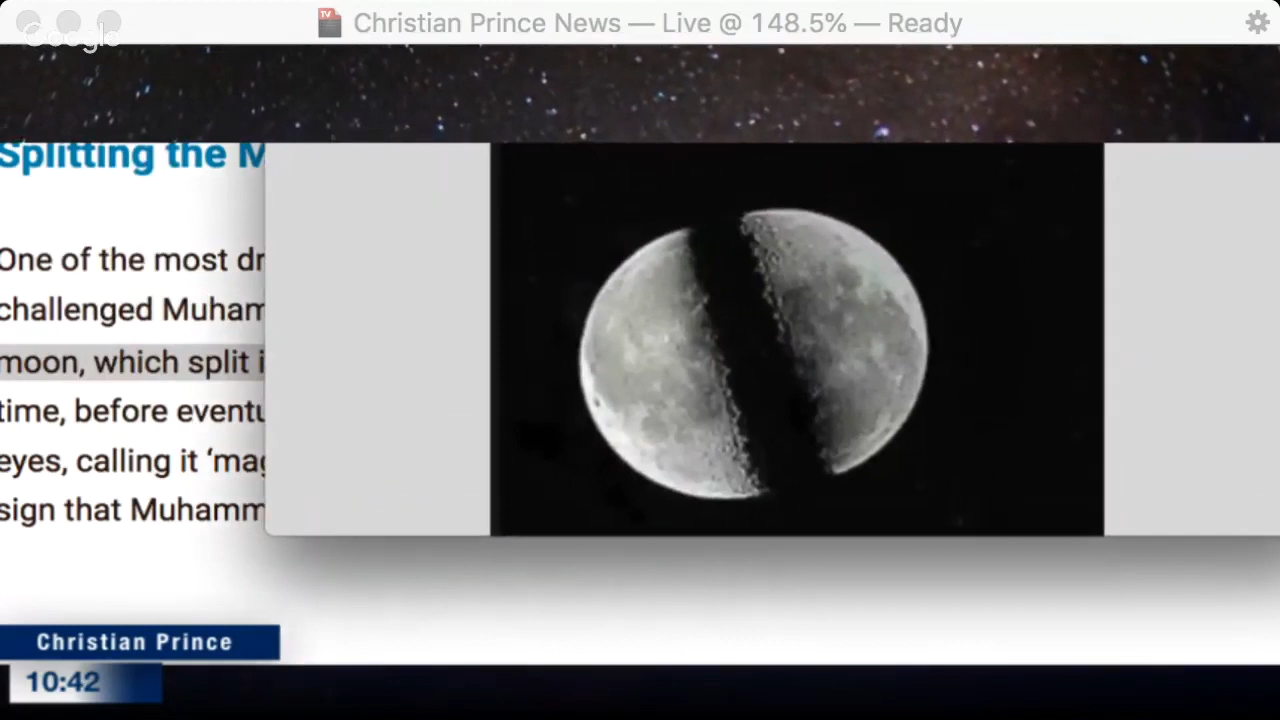 Christian Prince News — Live @ 148.5% — Ready
Google
Splitting the M
One of the most dr
challenged Muham
moon, which split i
time, before eventu
eyes, calling it ‘mag
sign that Muhamm
Christian Prince
10:42